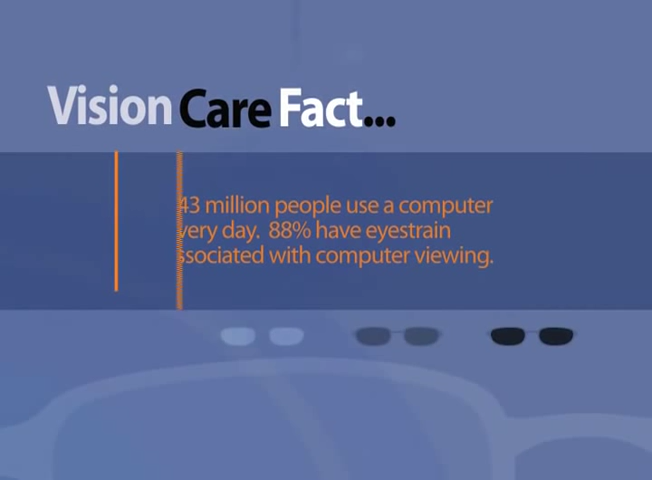 Vision Care Fact...
43 million people use a computer
very day. 88% have eyestrain
ssociated with computer viewing.